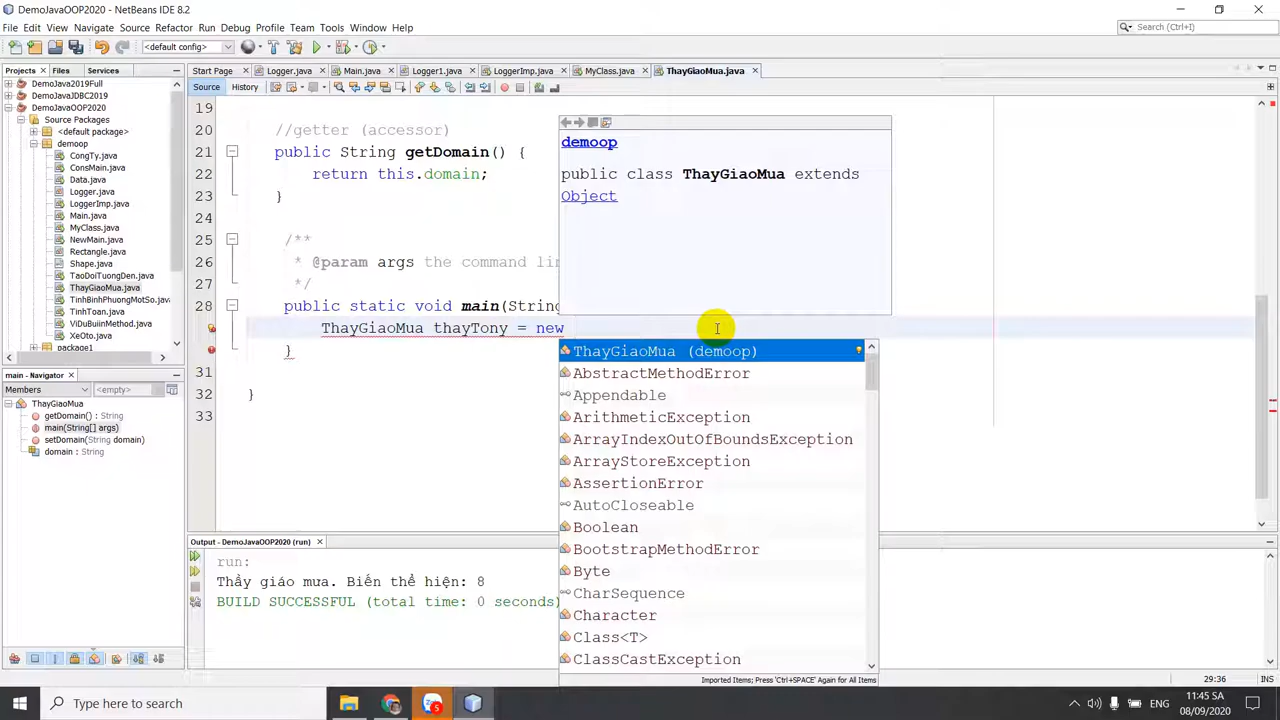 DemoJavaOOP2020 - NetBeans IDE 8.2
File Edit View Navigate Source Refactor Run Debug Profile Team Tools Window Help
Search (Ctrl+I)
<default config>
Projects Files Services
Start Page Logger.java Main.java Logger1.java LoggerImp.java MyClass.java ThayGiaoMua.java
Source History
DemoJava2019Full
DemoJavaJDBC2019
DemoJavaOOP2020
Source Packages
<default package>
demoop
CongTy.java
ConsMain.java
Data.java
Logger.java
LoggerImp.java
Main.java
MyClass.java
NewMain.java
Rectangle.java
Shape.java
TaoDoiTuongDen.java
ThayGiaoMua.java
TinhBinhPhuongMotSo.java
TinhToan.java
ViDuBuiinMethod.java
XeOto.java
package1
19
20 //getter (accessor)
21 public String getDomain() {
22 return this.domain;
23 }
24
25 /**
26 * @param args the command lin
27 */
28 public static void main(String
ThayGiaoMua thayTony = new
}
31
32 }
33
demoop
public class ThayGiaoMua extends
Object
ThayGiaoMua (demoop)
AbstractMethodError
Appendable
ArithmeticException
ArrayIndexOutOfBoundsException
ArrayStoreException
AssertionError
AutoCloseable
Boolean
BootstrapMethodError
Byte
CharSequence
Character
Class<T>
ClassCastException
Imported Items; Press 'Ctrl+SPACE' Again for All Items
main - Navigator
Members <empty>
ThayGiaoMua
getDomain() : String
main(String[] args)
setDomain(String domain)
domain : String
Output - DemoJavaOOP2020 (run)
run:
Thầy giáo mưa. Biến thể hiện: 8
BUILD SUCCESSFUL (total time: 0 seconds)
29:36 INS
Type here to search
5
ENG
11:45 SA
08/09/2020